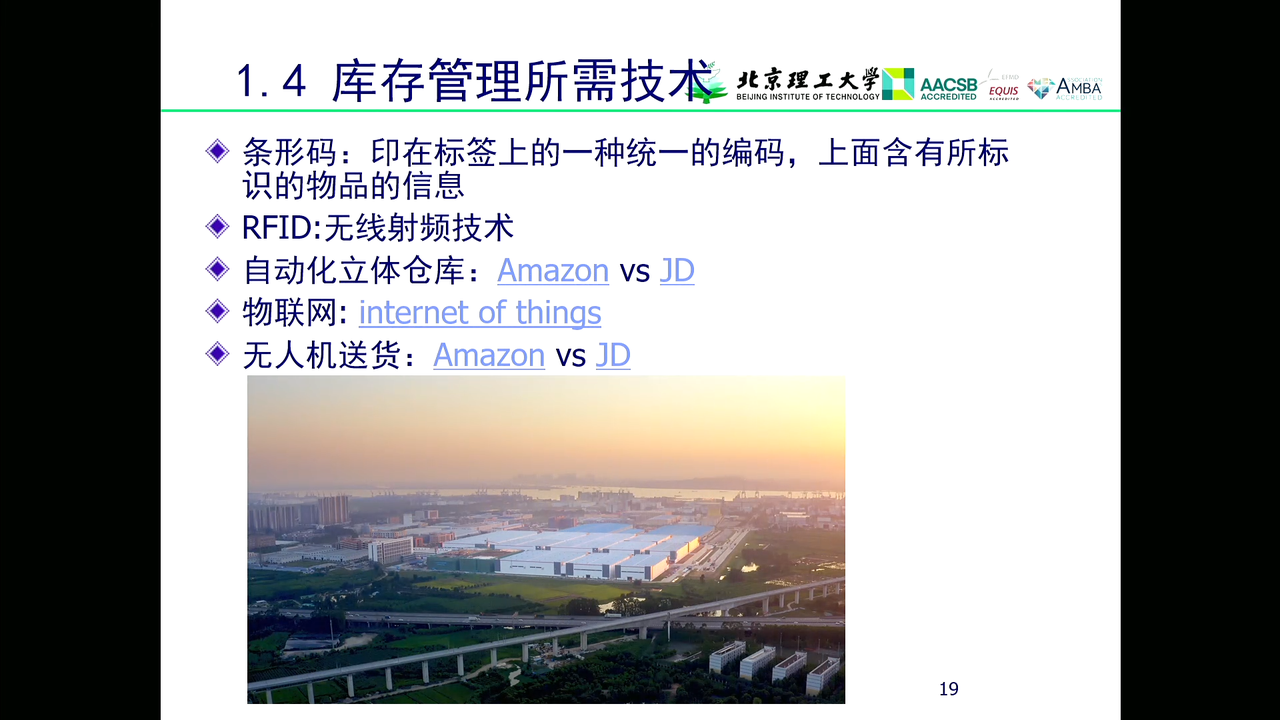 1.4 库存管理所需技术
北京理工大学
BEIJING INSTITUTE OF TECHNOLOGY
AACSB
ACCREDITED
EFMD
EQUIS
ACCREDITED
ASSOCIATION
AMBA
ACCREDITED
条形码：印在标签上的一种统一的编码，上面含有所标
识的物品的信息
RFID:无线射频技术
自动化立体仓库：Amazon vs JD
物联网: internet of things
无人机送货：Amazon vs JD
19